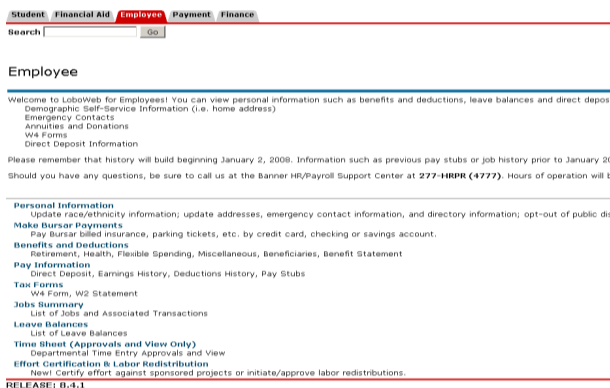 Student Financial Aid Employee Payment Finance
Search Go
Employee
Welcome to LoboWeb for Employees! You can view personal information such as benefits and deductions, leave balances and direct depos
Demographic Self-Service Information (i.e. home address)
Emergency Contacts
Annuities and Donations
W4 Forms
Direct Deposit Information
Please remember that history will build beginning January 2, 2008. Information such as previous pay stubs or job history prior to January 20
Should you have any questions, be sure to call us at the Banner HR/Payroll Support Center at 277-HRPR (4777). Hours of operation will b
Personal Information
Update race/ethnicity information; update addresses, emergency contact information, and directory information; opt-out of public dis
Make Bursar Payments
Pay Bursar billed insurance, parking tickets, etc. by credit card, checking or savings account.
Benefits and Deductions
Retirement, Health, Flexible Spending, Miscellaneous, Beneficiaries, Benefit Statement
Pay Information
Direct Deposit, Earnings History, Deductions History, Pay Stubs
Tax Forms
W4 Form, W2 Statement
Jobs Summary
List of Jobs and Associated Transactions
Leave Balances
List of Leave Balances
Time Sheet (Approvals and View Only)
Departmental Time Entry Approvals and View
Effort Certification & Labor Redistribution
New! Certify effort against sponsored projects or initiate/approve labor redistributions.
RELEASE: 8.4.1